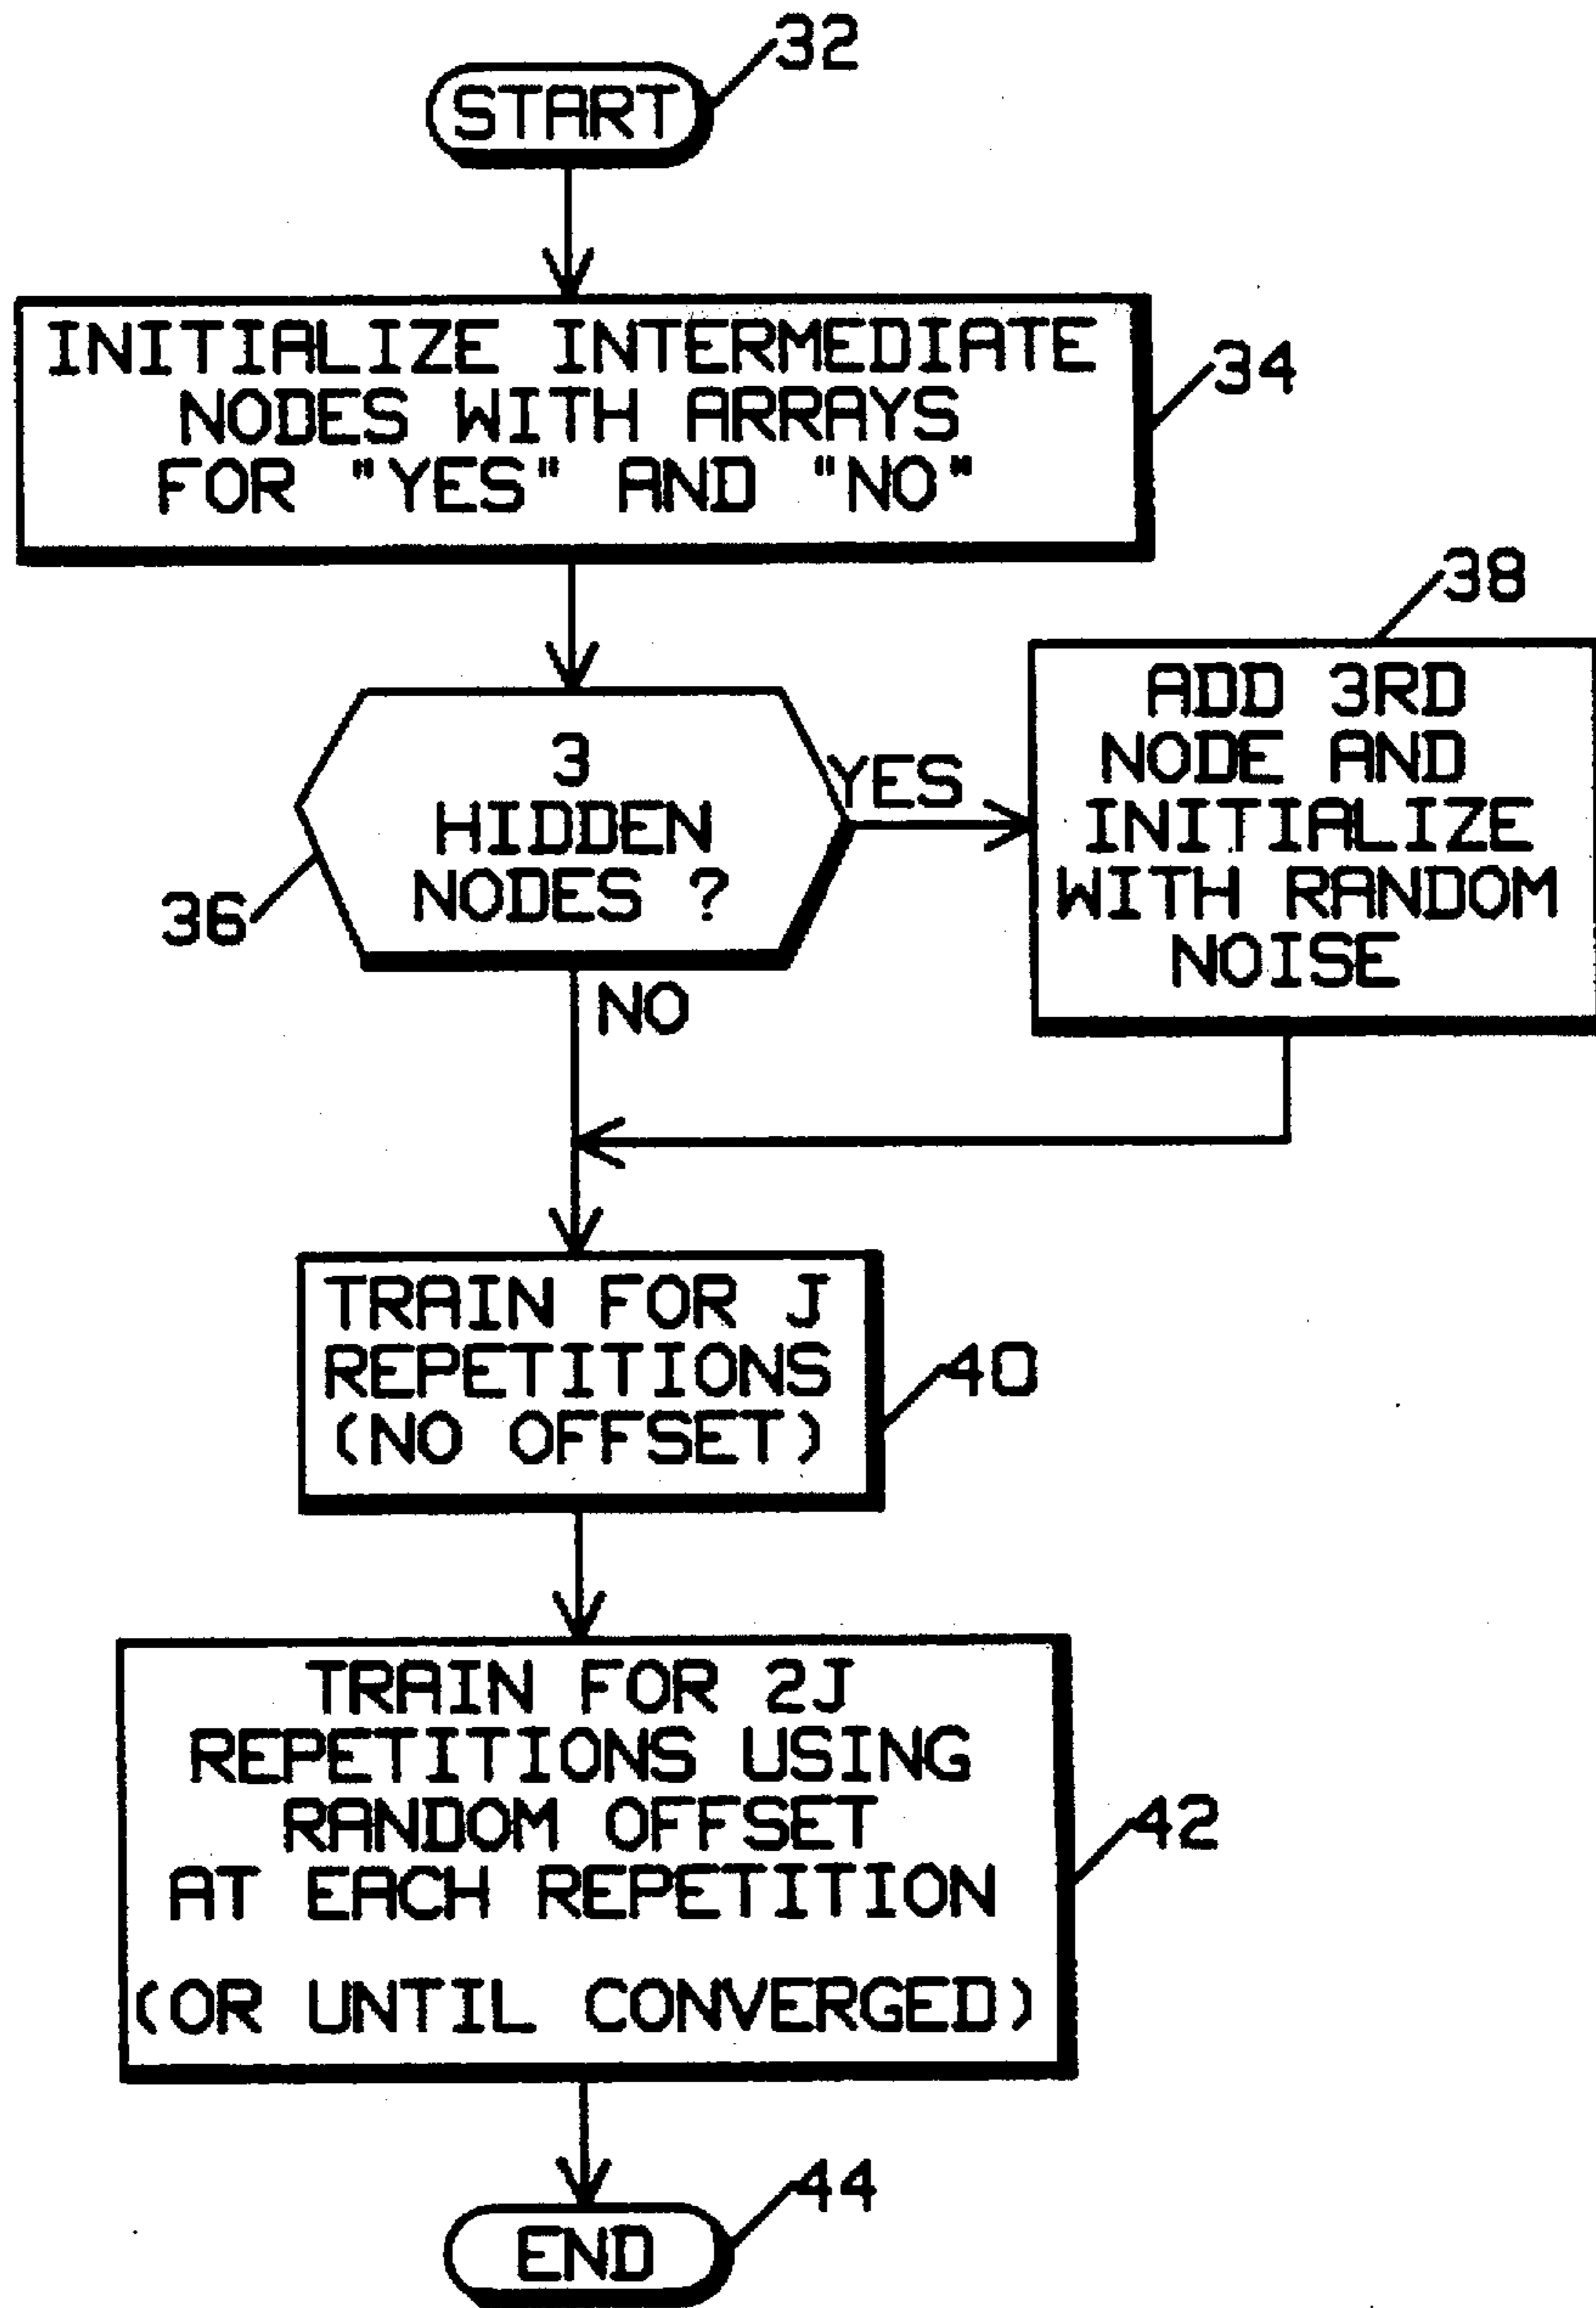 32
START
INITIALIZE INTERMEDIATE
NODES WITH ARRAYS
FOR "YES" AND "NO"
34
38
3
HIDDEN
NODES ?
36
YES
NO
ADD 3RD
NODE AND
INITIALIZE
WITH RANDOM
NOISE
TRAIN FOR J
REPETITIONS
(NO OFFSET)
40
TRAIN FOR 2J
REPETITIONS USING
RANDOM OFFSET
AT EACH REPETITION
(OR UNTIL CONVERGED)
42
44
END